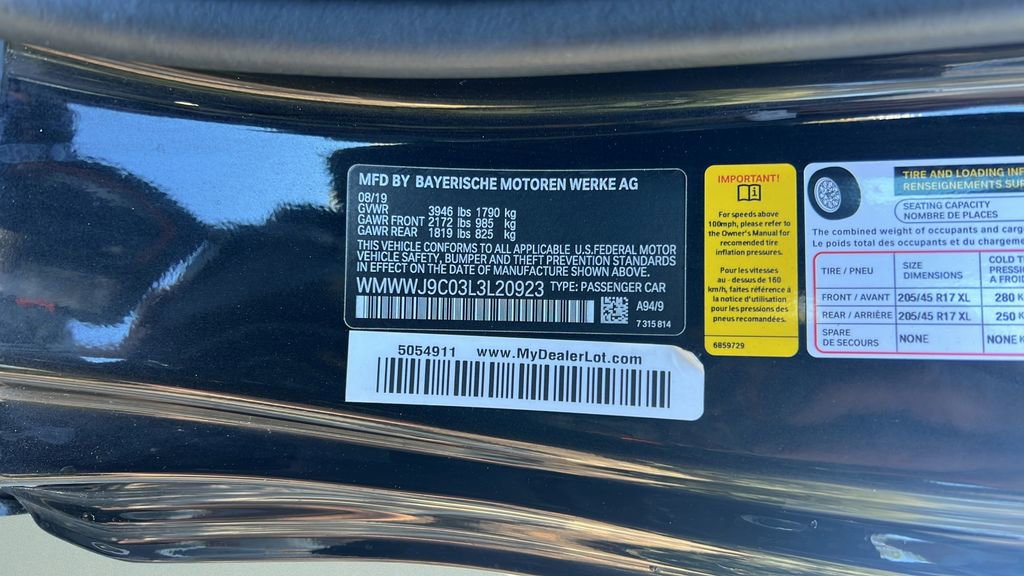 MFD BY BAYERISCHE MOTOREN WERKE AG
08/19
GVWR 3946 lbs 1790 kg
GAWR FRONT 2172 lbs 985 kg
GAWR REAR 1819 lbs 825 kg
THIS VEHICLE CONFORMS TO ALL APPLICABLE U.S.FEDERAL MOTOR
VEHICLE SAFETY, BUMPER AND THEFT PREVENTION STANDARDS
IN EFFECT ON THE DATE OF MANUFACTURE SHOWN ABOVE.
WMWWJ9C03L3L20923 TYPE: PASSENGER CAR
A94/9
7 315 814
5054911 www.MyDealerLot.com
IMPORTANT!
For speeds above
100mph, please refer to
the Owner's Manual for
recomended tire
inflation pressures.
Pour les vitesses
au - dessus de 160
km/h, faites référence à
la notice d'utilisation
pour les pressions des
pneus recomandées.
6859729
TIRE AND LOADING INF
RENSEIGNEMENTS SUR
SEATING CAPACITY
NOMBRE DE PLACES
The combined weight of occupants and carg
Le poids total des occupants et du chargeme
TIRE / PNEU SIZE COLD TI
DIMENSIONS PRESSI
A FROI
FRONT / AVANT 205/45 R17 XL 280 K
REAR / ARRIÈRE 205/45 R17 XL 250 K
SPARE
DE SECOURS NONE NONE K